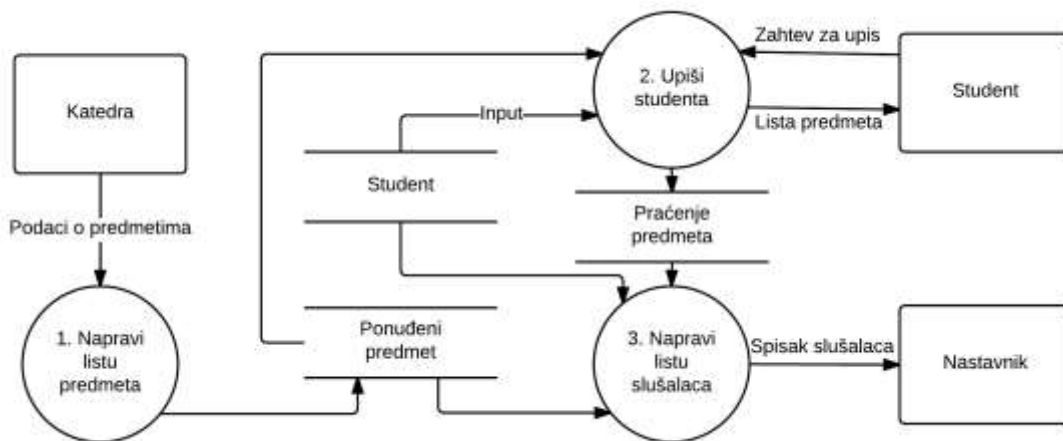 Zahtev za upis
Katedra
2. Upiši
studenta
Student
Input
Lista predmeta
Student
Praćenje
predmeta
Podaci o predmetima
1. Napravi
listu
predmeta
Ponuđeni
predmet
3. Napravi
listu
slušalaca
Spisak slušalaca
Nastavnik